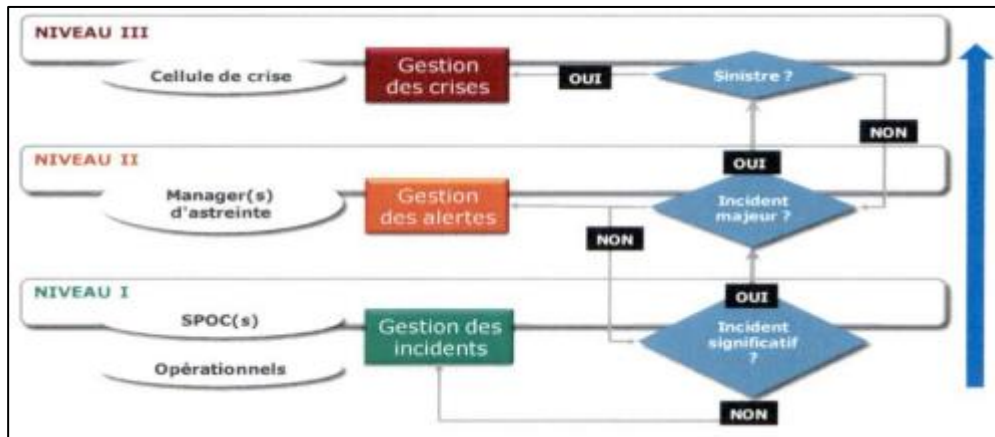 NIVEAU III
Cellule de crise
Gestion
des crises
OUI
Sinistre ?
NON
NIVEAU II
OUI
Manager(s)
d'astreinte
Gestion
des alertes
Incident
majeur ?
NON
NIVEAU I
OUI
SPOC(s)
Opérationnels
Gestion des
incidents
Incident
significatif
?
NON